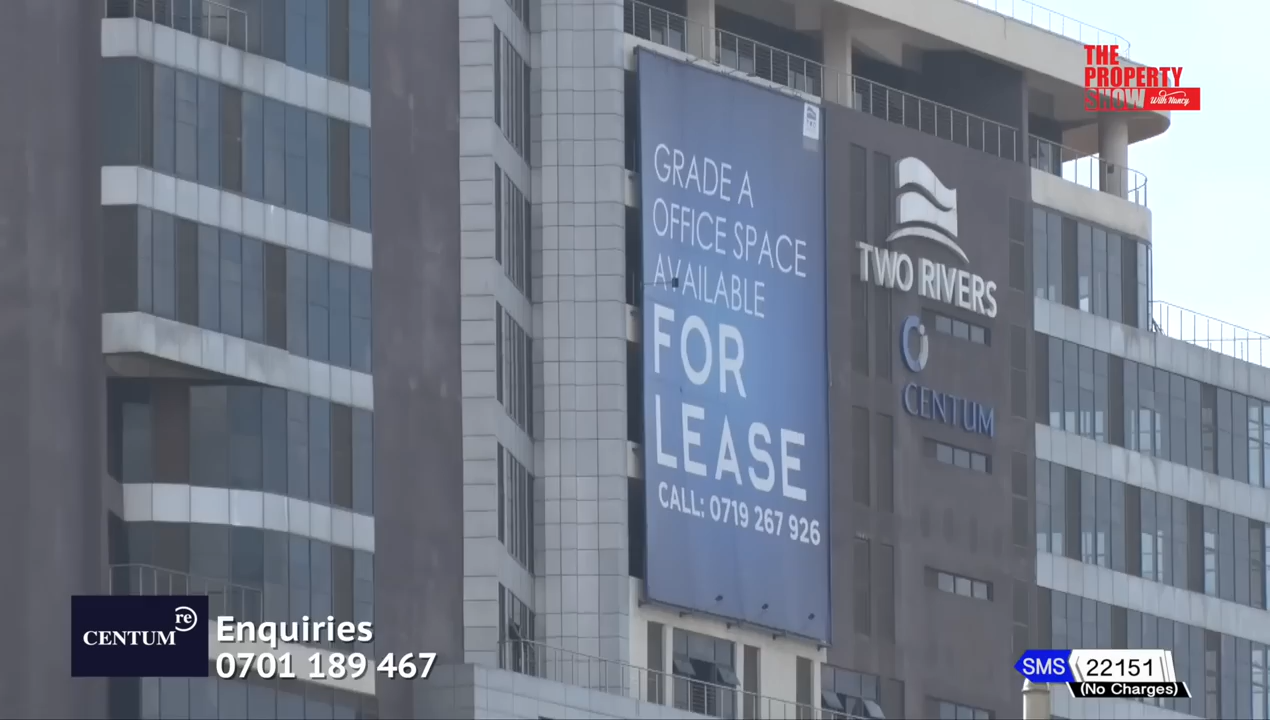 THE
PROPERTY
SHOW
With Nancy
GRADE A
OFFICE SPACE
AVAILABLE
FOR
LEASE
CALL: 0719 267 926
TWO RIVERS
CENTUM
CENTUM re
Enquiries
0701 189 467
SMS 22151
(No Charges)